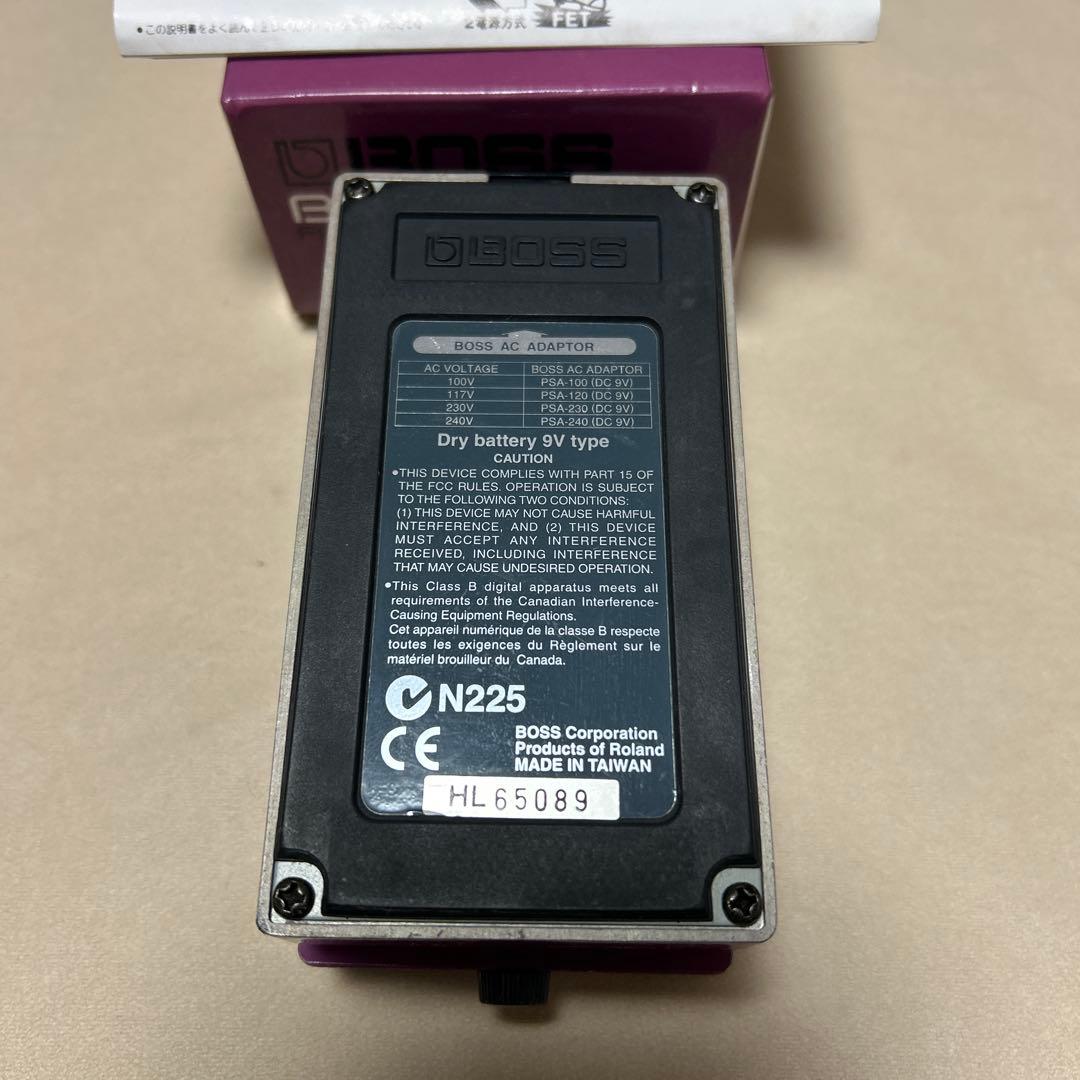 ●この説明書をよく読んで正しく
2電源方式
FET
BOSS
BOSS
BOSS AC ADAPTOR
AC VOLTAGE BOSS AC ADAPTOR
100V PSA-100 (DC 9V)
117V PSA-120 (DC 9V)
230V PSA-230 (DC 9V)
240V PSA-240 (DC 9V)
Dry battery 9V type
CAUTION
●THIS DEVICE COMPLIES WITH PART 15 OF
THE FCC RULES. OPERATION IS SUBJECT
TO THE FOLLOWING TWO CONDITIONS:
(1) THIS DEVICE MAY NOT CAUSE HARMFUL
INTERFERENCE, AND (2) THIS DEVICE
MUST ACCEPT ANY INTERFERENCE
RECEIVED, INCLUDING INTERFERENCE
THAT MAY CAUSE UNDESIRED OPERATION.
●This Class B digital apparatus meets all
requirements of the Canadian Interference-
Causing Equipment Regulations.
Cet appareil numérique de la classe B respecte
toutes les exigences du Règlement sur le
matériel brouilleur du Canada.
N225
CE
BOSS Corporation
Products of Roland
MADE IN TAIWAN
HL65089